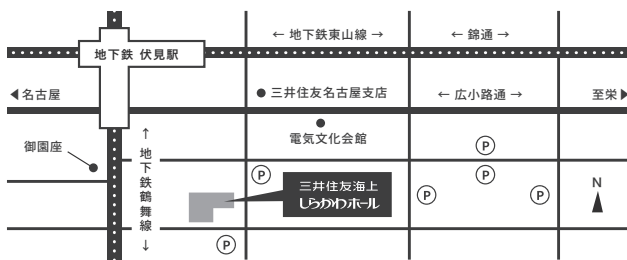 ← 地下鉄東山線 →
← 錦通 →
地下鉄 伏見駅
◀名古屋
● 三井住友名古屋支店
← 広小路通 →
至栄▶
電気文化会館
御園座
↑ 地下鉄鶴舞線 ↓
P
P
P
P
P
P
三井住友海上
しらかわホール
N